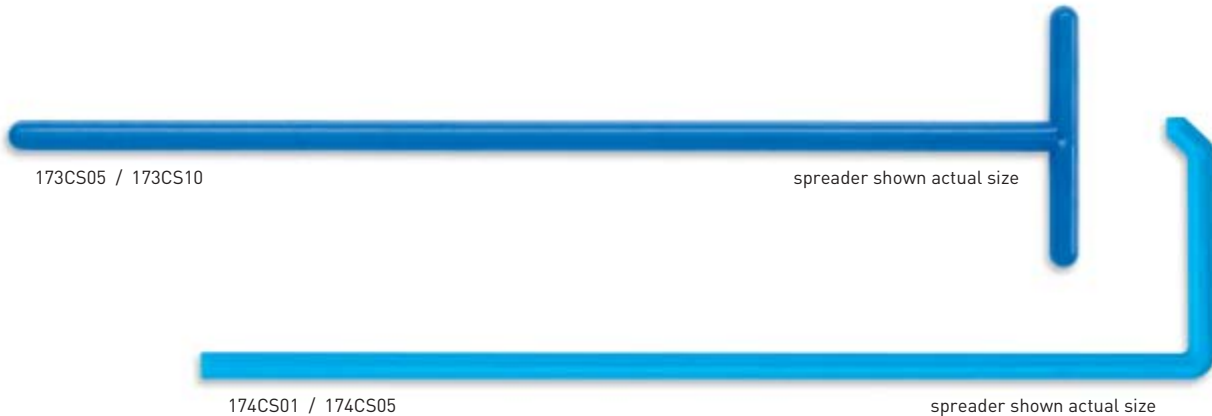 173CS05 / 173CS10 spreader shown actual size
174CS01 / 174CS05 spreader shown actual size